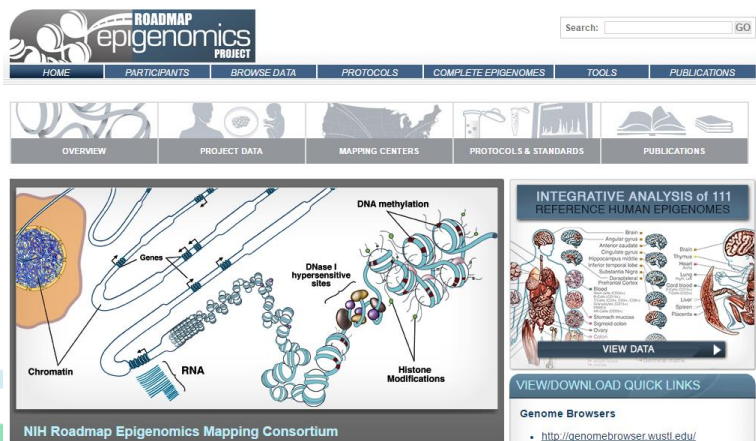 ROADMAP
epigenomics
PROJECT
Search:
GO
HOME
PARTICIPANTS
BROWSE DATA
PROTOCOLS
COMPLETE EPIGENOMES
TOOLS
PUBLICATIONS
OVERVIEW
PROJECT DATA
MAPPING CENTERS
PROTOCOLS & STANDARDS
PUBLICATIONS
DNA methylation
Genes
DNase I
hypersensitive
sites
Chromatin
RNA
Histone
Modifications
NIH Roadmap Epigenomics Mapping Consortium
INTEGRATIVE ANALYSIS of 111
REFERENCE HUMAN EPIGENOMES
Brain
Angular gyrus
Anterior caudate
Cingulate gyrus
Hippocampus middle
Inferior temporal lobe
Substantia Nigra
Dorsolateral
Prefrontal Cortex
Blood
Stomach mucosa
Sigmoid colon
Ovary
Colon
Brain
Thymus
Heart
Lung
Cord blood
Liver
Spleen
Placenta
VIEW DATA
VIEW/DOWNLOAD QUICK LINKS
Genome Browsers
http://genomebrowser.wustl.edu/